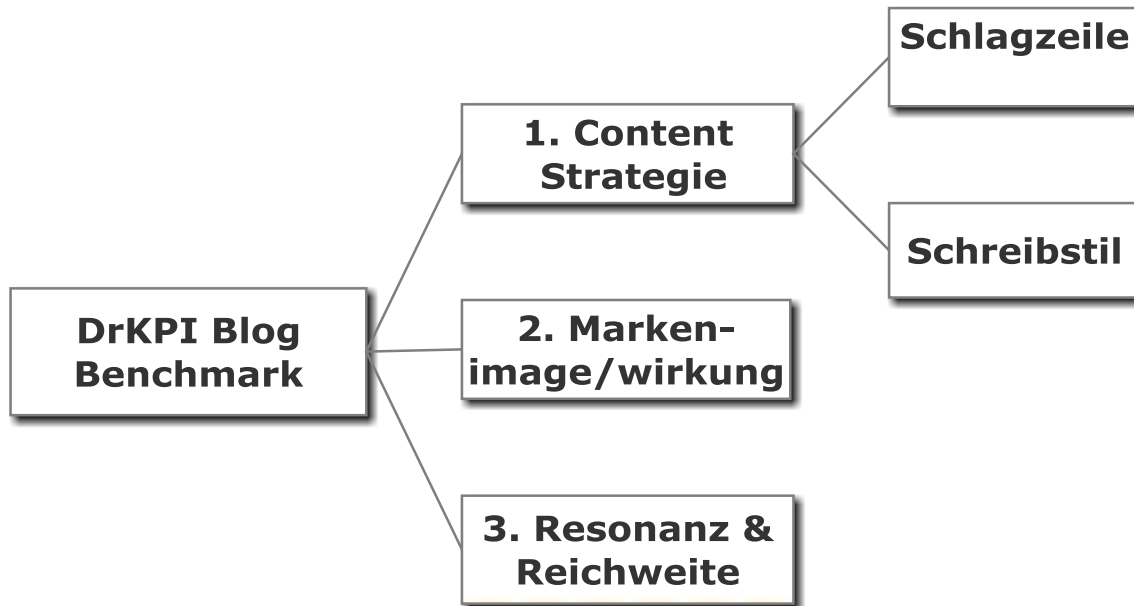 Schlagzeile
1. Content
Strategie
Schreibstil
DrKPI Blog
Benchmark
2. Marken-
image/wirkung
3. Resonanz &
Reichweite